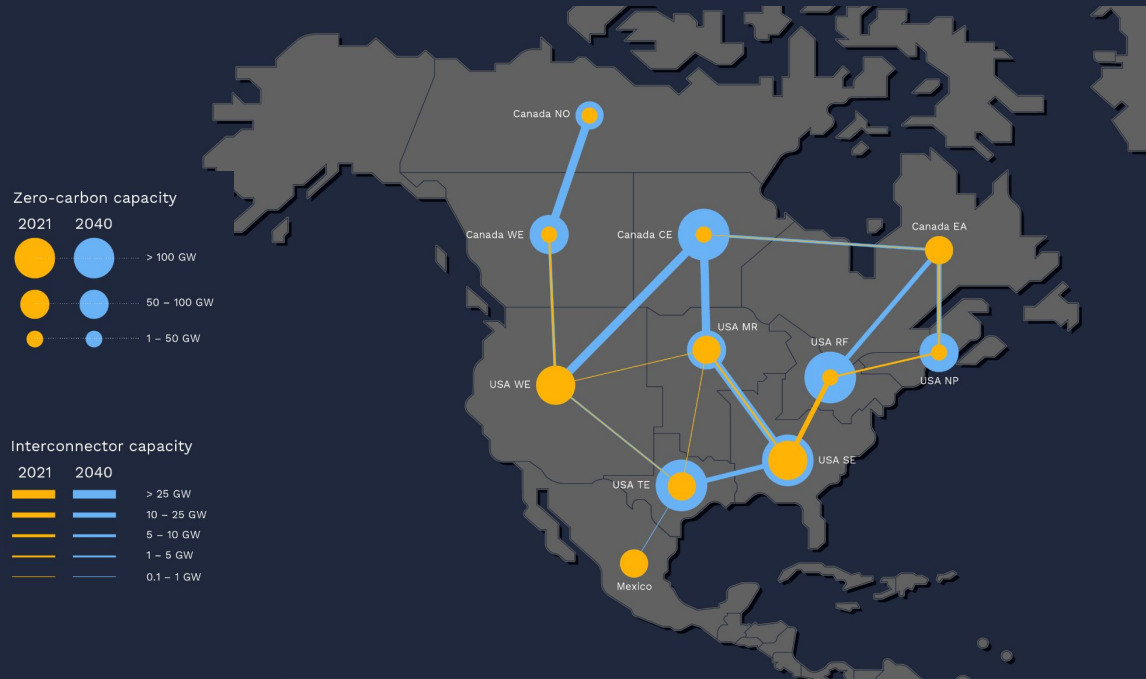 Zero-carbon capacity
2021 2040
> 100 GW
50 – 100 GW
1 – 50 GW
Interconnector capacity
2021 2040
> 25 GW
10 – 25 GW
5 – 10 GW
1 – 5 GW
0.1 – 1 GW
Canada NO
Canada WE
Canada CE
Canada EA
USA MR
USA RF
USA WE
USA NP
USA SE
USA TE
Mexico